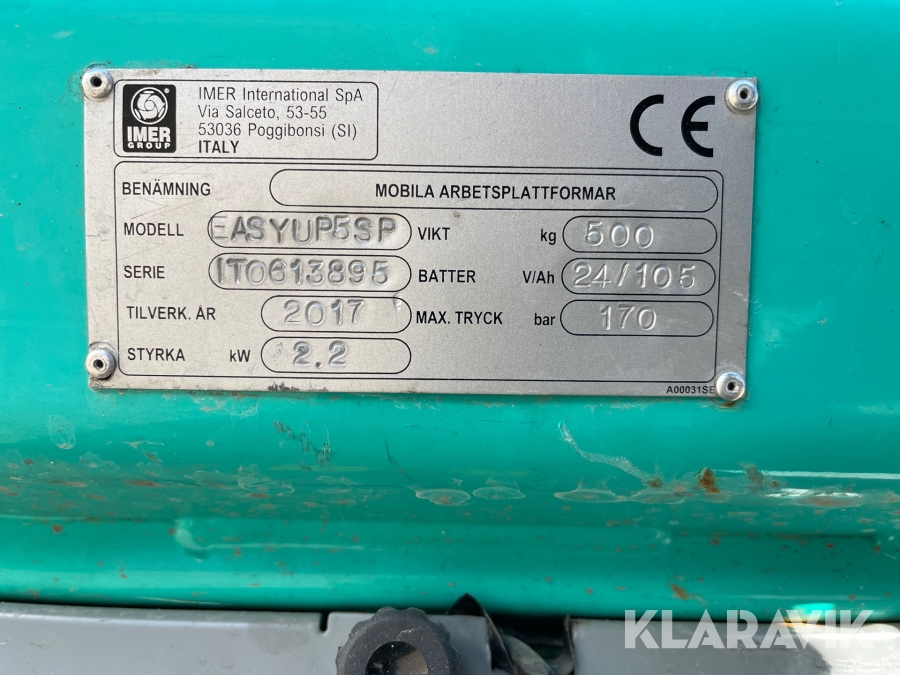 IMER
GROUP
IMER International SpA
Via Salceto, 53-55
53036 Poggibonsi (SI)
ITALY
CE
BENÄMNING MOBILA ARBETSPLATTFORMAR
MODELL EASYUP5SP VIKT kg 500
SERIE IT0613895 BATTER V/Ah 24/105
TILVERK. ÅR 2017 MAX. TRYCK bar 170
STYRKA kW 2.2
A00031SE
KLARAVIK